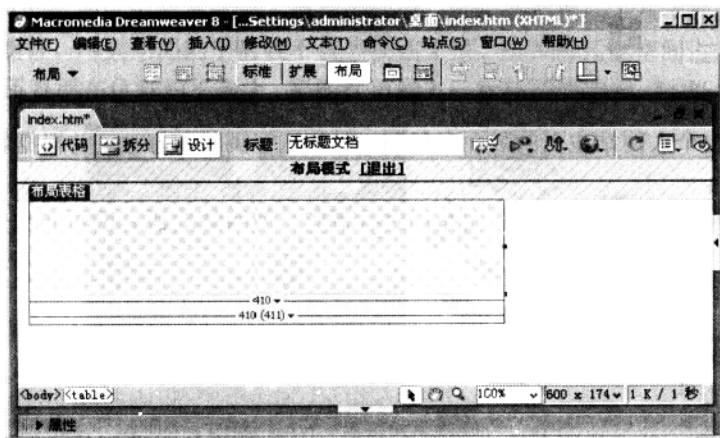 Macromedia Dreamweaver 8 - [...Settings\administrator\桌面\index.htm (XHTML)*]
文件(F) 编辑(E) 查看(V) 插入(I) 修改(M) 文本(T) 命令(C) 站点(S) 窗口(W) 帮助(H)
布局 标准 扩展 布局
index.htm*
代码 拆分 设计 标题: 无标题文档
布局模式 [退出]
布局表格
410
410 (411)
<body><table> 100% 600 x 174 1 K / 1 秒
属性